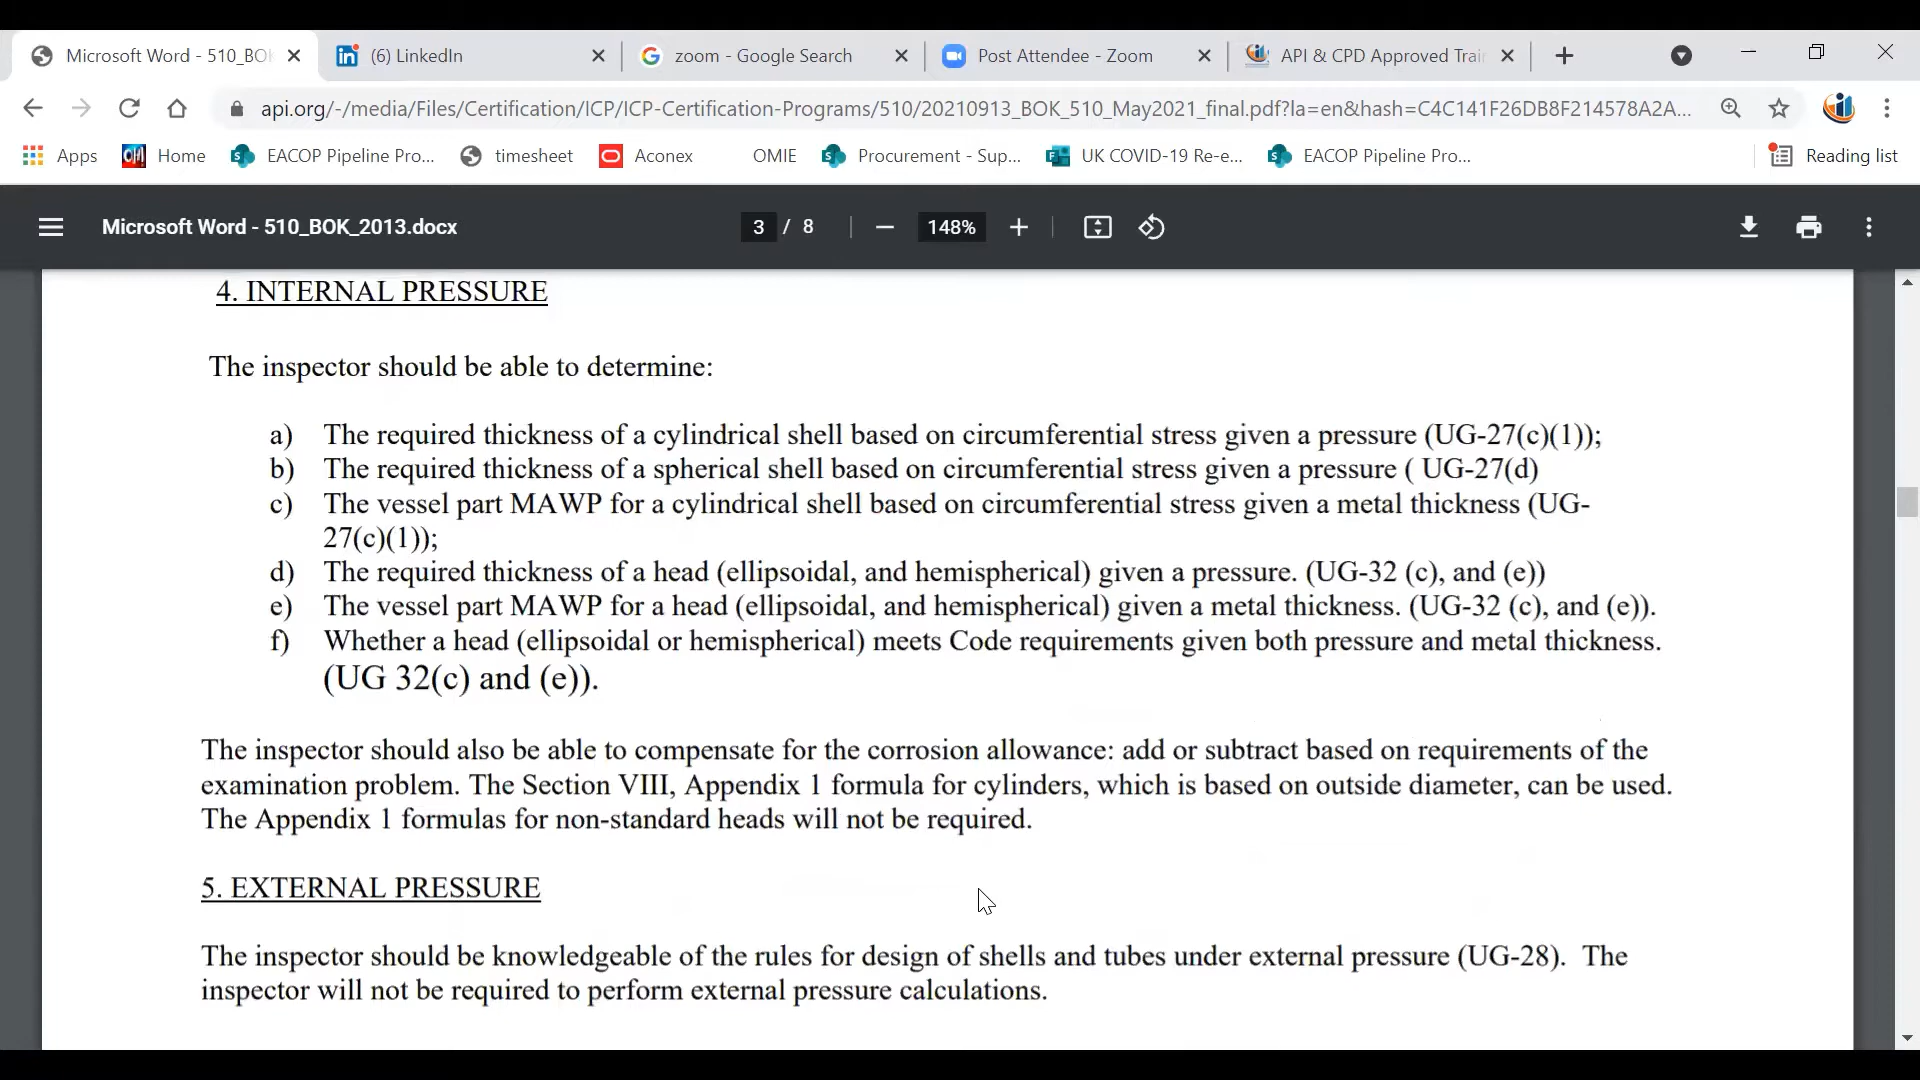 Microsoft Word - 510_BO
(6) LinkedIn
zoom - Google Search
Post Attendee - Zoom
API & CPD Approved Trai
api.org/-/media/Files/Certification/ICP/ICP-Certification-Programs/510/20210913_BOK_510_May2021_final.pdf?la=en&hash=C4C141F26DB8F214578A2A...
Apps
Home
EACOP Pipeline Pro...
timesheet
Aconex
OMIE
Procurement - Sup...
UK COVID-19 Re-e...
EACOP Pipeline Pro...
Reading list
Microsoft Word - 510_BOK_2013.docx
3 / 8
148%
4. INTERNAL PRESSURE
The inspector should be able to determine:
a) The required thickness of a cylindrical shell based on circumferential stress given a pressure (UG-27(c)(1));
b) The required thickness of a spherical shell based on circumferential stress given a pressure ( UG-27(d)
c) The vessel part MAWP for a cylindrical shell based on circumferential stress given a metal thickness (UG-
27(c)(1));
d) The required thickness of a head (ellipsoidal, and hemispherical) given a pressure. (UG-32 (c), and (e))
e) The vessel part MAWP for a head (ellipsoidal, and hemispherical) given a metal thickness. (UG-32 (c), and (e)).
f) Whether a head (ellipsoidal or hemispherical) meets Code requirements given both pressure and metal thickness.
(UG 32(c) and (e)).
The inspector should also be able to compensate for the corrosion allowance: add or subtract based on requirements of the
examination problem. The Section VIII, Appendix 1 formula for cylinders, which is based on outside diameter, can be used.
The Appendix 1 formulas for non-standard heads will not be required.
5. EXTERNAL PRESSURE
The inspector should be knowledgeable of the rules for design of shells and tubes under external pressure (UG-28). The
inspector will not be required to perform external pressure calculations.